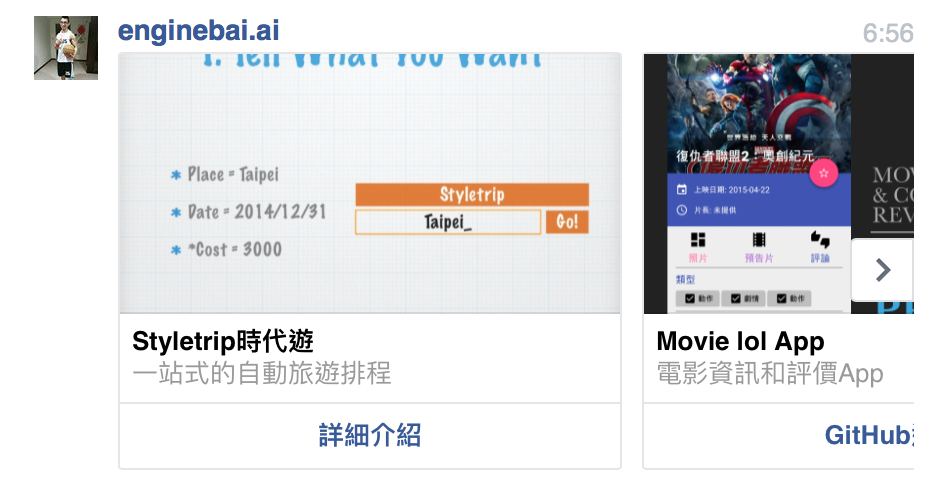 enginebai.ai
6:56
1. Tell What You Want
* Place = Taipei
* Date = 2014/12/31
* *Cost = 3000
Styletrip
Taipei_
Go!
Styletrip時代遊
一站式的自動旅遊排程
詳細介紹
世界浩劫 天人交戰
復仇者聯盟2：奧創紀元
上映日期: 2015-04-22
片長: 未提供
照片
預告片
評論
類型
動作
劇情
動作
MOV
& CO
REV
Movie lol App
電影資訊和評價App
GitHub